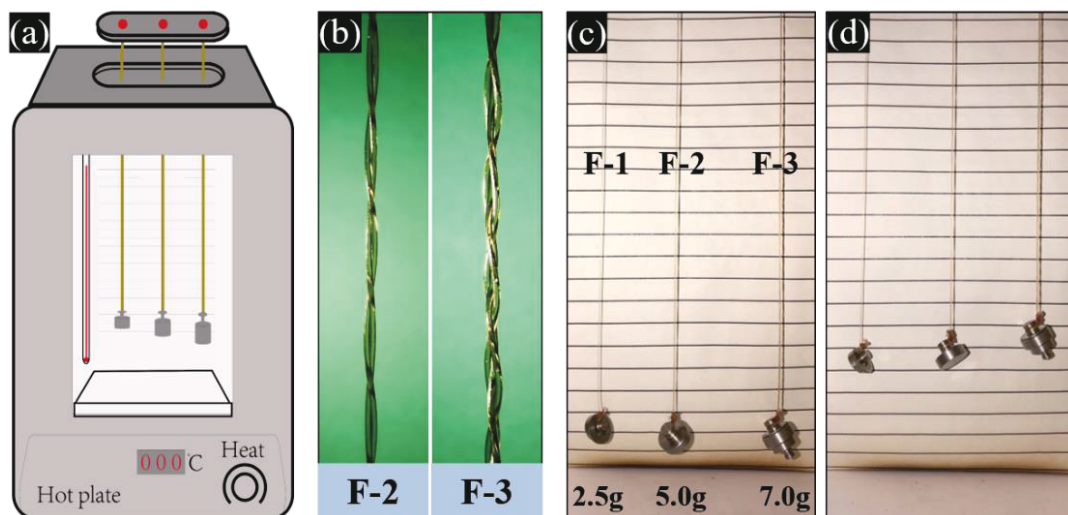 (a)
000°C
Heat
Hot plate
(b)
F-2 F-3
(c)
F-1 F-2 F-3
2.5g 5.0g 7.0g
(d)